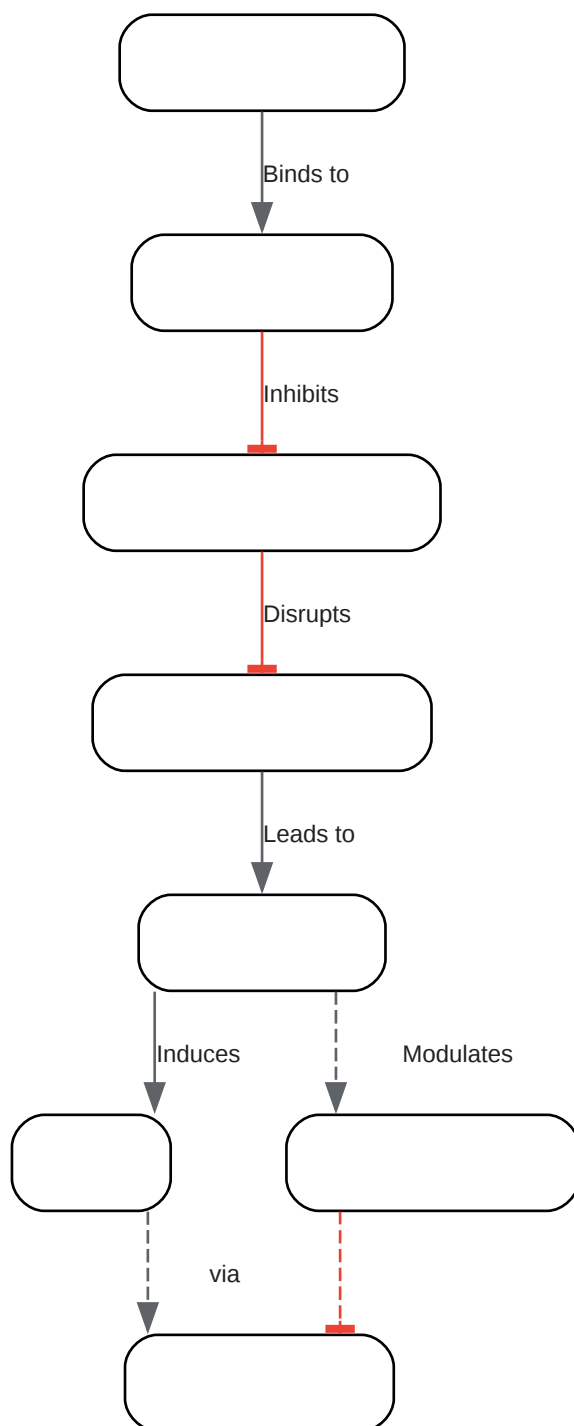 Binds to
Inhibits
Disrupts
Leads to
Induces
Modulates
via